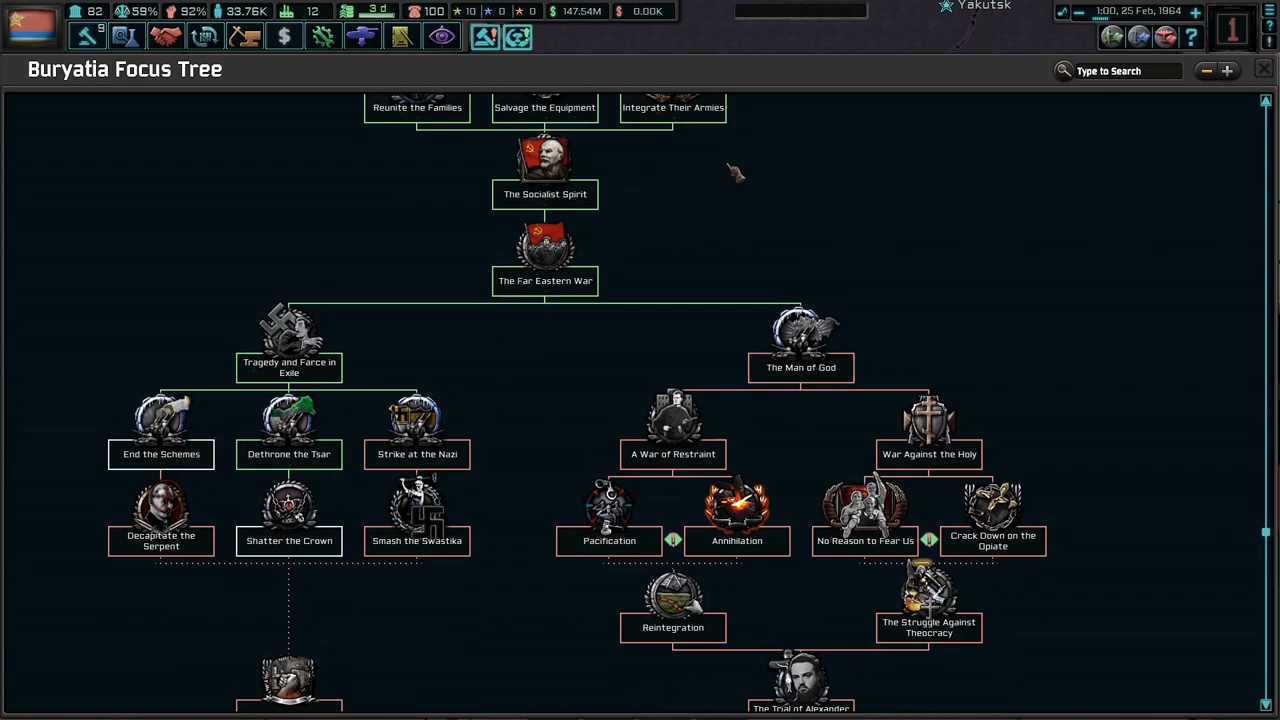 82 59% 92% 33.76K 12 3 d 100 10 0 0 147.54M 0.00K
Yakutsk
1:00, 25 Feb, 1964
9
Buryatia Focus Tree
Type to Search
Reunite the Families
Salvage the Equipment
Integrate Their Armies
The Socialist Spirit
The Far Eastern War
Tragedy and Farce in
Exile
The Man of God
End the Schemes
Dethrone the Tsar
Strike at the Nazi
A War of Restraint
War Against the Holy
Decapitate the
Serpent
Shatter the Crown
Smash the Swastika
Pacification
Annihilation
No Reason to Fear Us
Crack Down on the
Opiate
Reintegration
The Struggle Against
Theocracy
The Trial of Alexander